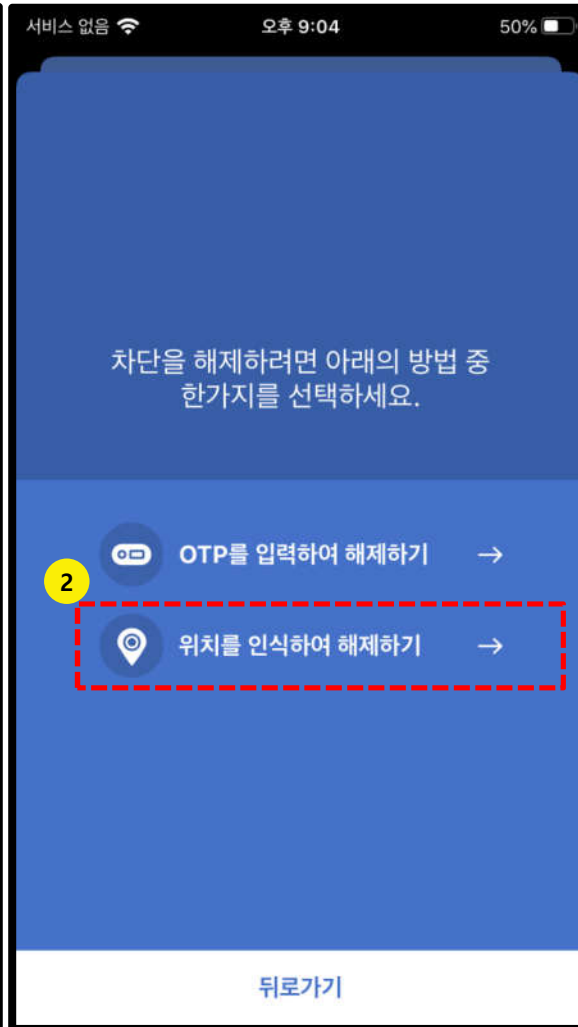 서비스 없음 오후 9:04 50%
차단을 해제하려면 아래의 방법 중
한가지를 선택하세요.
OTP를 입력하여 해제하기 →
2
위치를 인식하여 해제하기 →
뒤로가기